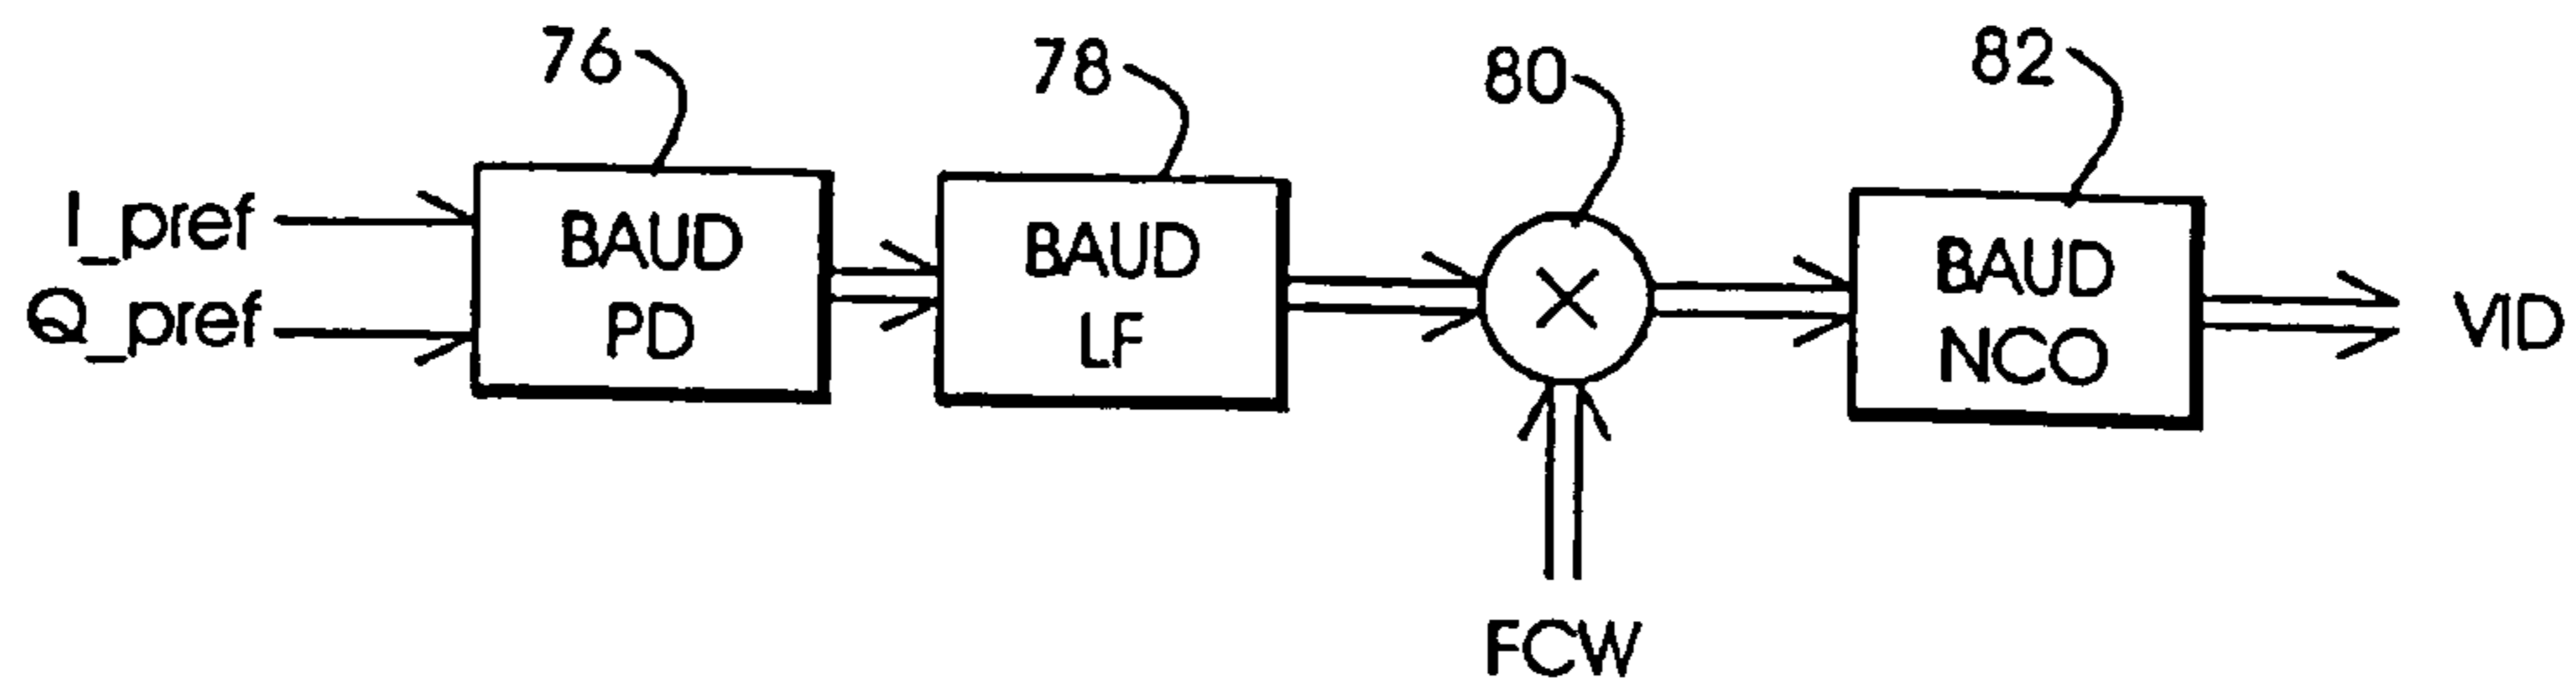 76
78
80
82
I_pref
Q_pref
BAUD
PD
BAUD
LF
×
BAUD
NCO
VID
FCW